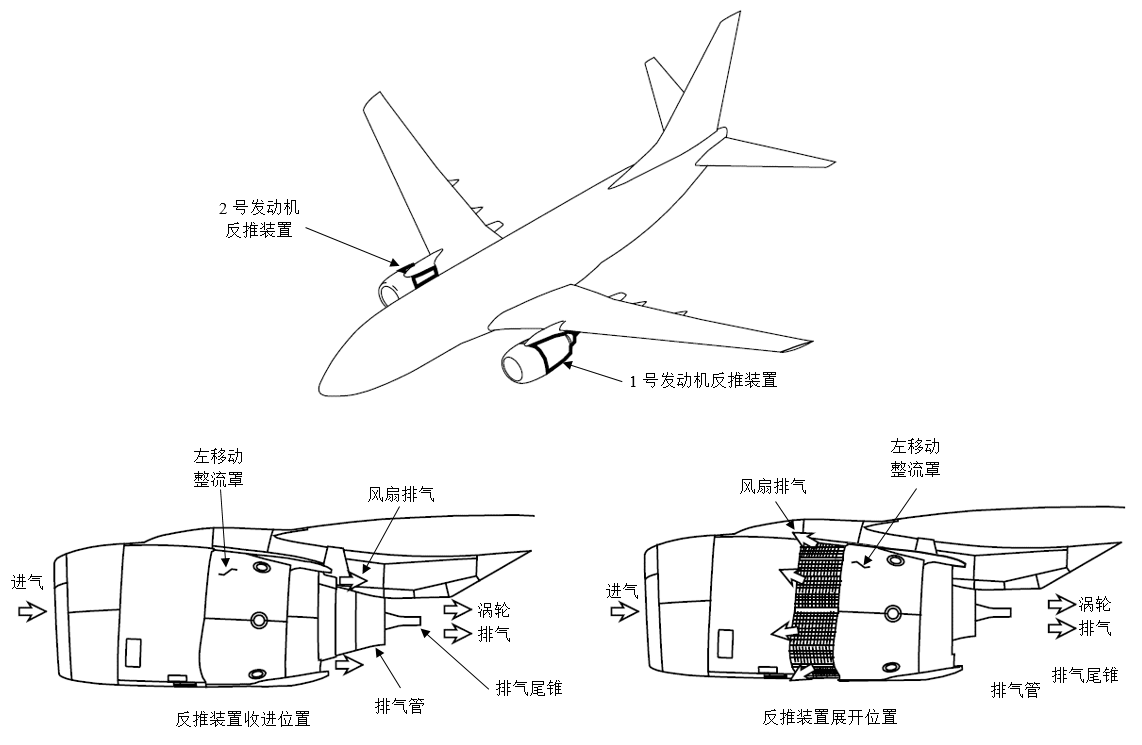 2 号发动机
反推装置
1 号发动机反推装置
左移动
整流罩
风扇排气
进气
涡轮
排气
排气尾锥
排气管
反推装置收进位置
左移动
整流罩
风扇排气
进气
涡轮
排气
排气尾锥
排气管
反推装置展开位置